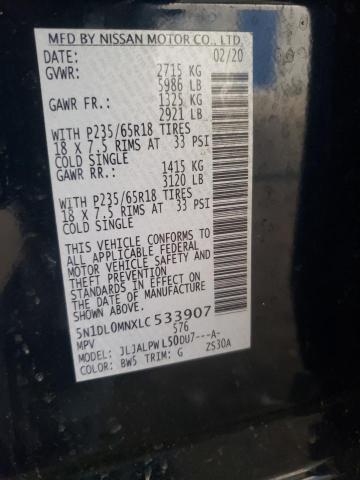 MFD BY NISSAN MOTOR CO., LTD.
DATE: 02/20
GVWR: 2715 KG
5986 LB
GAWR FR.: 1325 KG
2921 LB
WITH P235/65R18 TIRES
18 X 7.5 RIMS AT 33 PSI
COLD SINGLE
GAWR RR.: 1415 KG
3120 LB
WITH P235/65R18 TIRES
18 X 7.5 RIMS AT 33 PSI
COLD SINGLE
THIS VEHICLE CONFORMS TO
ALL APPLICABLE FEDERAL
MOTOR VEHICLE SAFETY AND
THEFT PREVENTION
STANDARDS IN EFFECT ON
THE DATE OF MANUFACTURE
SHOWN ABOVE.
5N1DL0MNXLC533907
MPV 576
MODEL: JLJALPWL50DU7---A-
COLOR: BW5 TRIM: G ZS30A